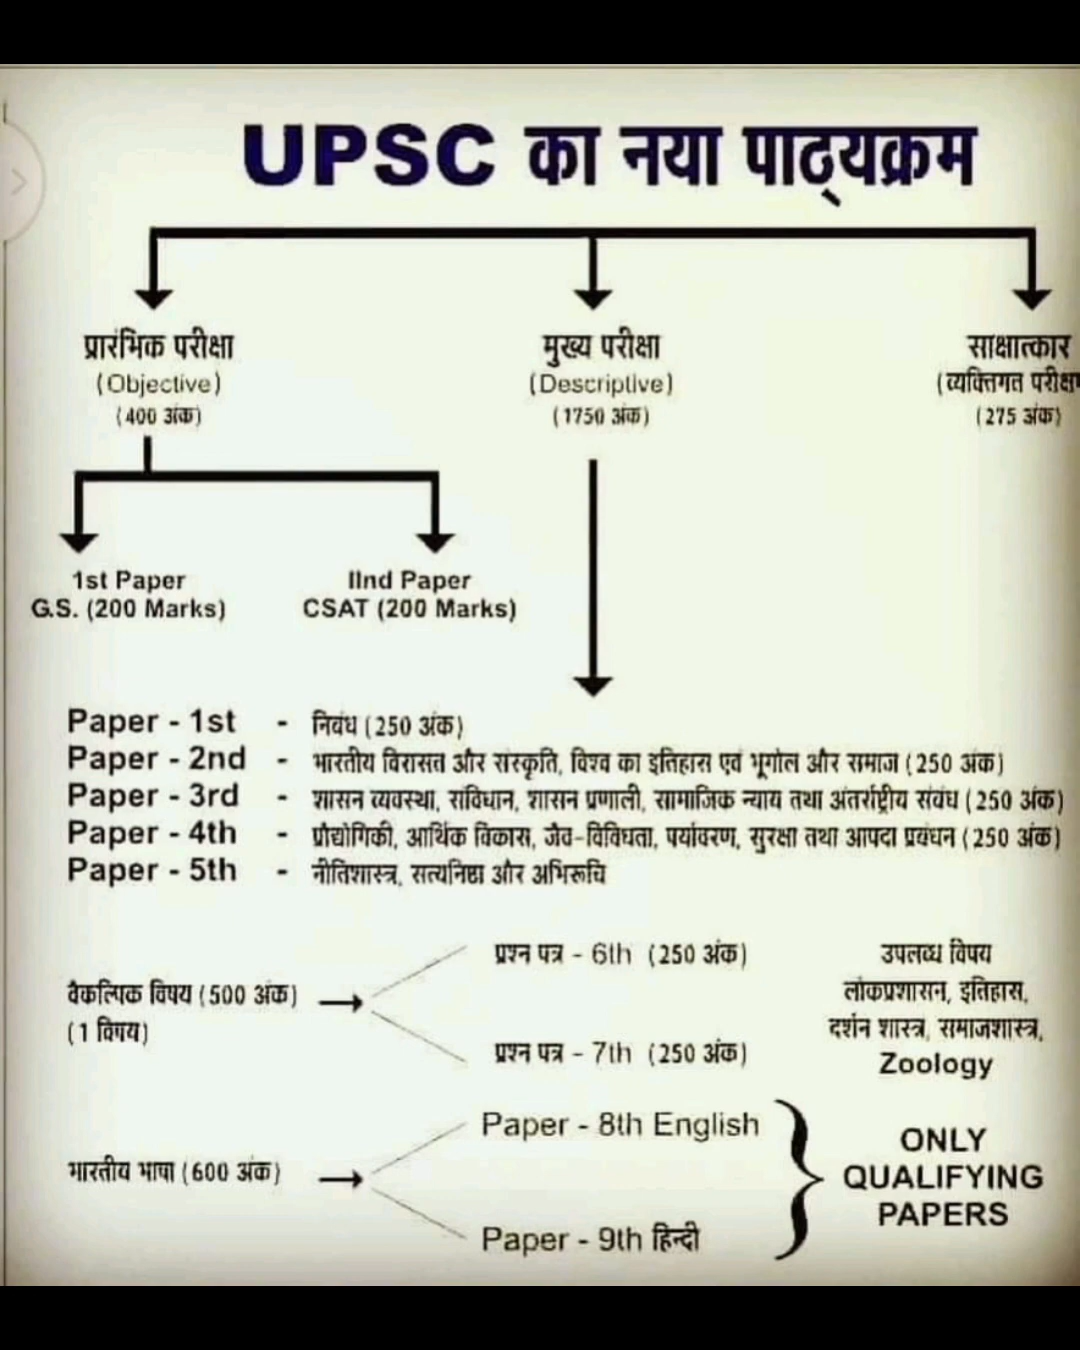 UPSC का नया पाठ्यक्रम
प्रारंभिक परीक्षा
(Objective)
(400 अंक)
मुख्य परीक्षा
(Descriptive)
(1750 अंक)
साक्षात्कार
(व्यक्तिगत
(275 अंक)
1st Paper
G.S. (200 Marks)
IInd Paper
CSAT (200 Marks)
Paper - 1st - निबंध (250 अंक)
Paper - 2nd - भारतीय विरासत और संस्कृति, विश्व का इतिहास एवं भूगोल और समाज (250 अंक)
Paper - 3rd - शासन व्यवस्था, संविधान, शासन प्रणाली, सामाजिक न्याय तथा अंतर्राष्ट्रीय संबंध (250 अंक)
Paper - 4th - प्रौद्योगिकी, आर्थिक विकास, जैव-विविधता, पर्यावरण, सुरक्षा तथा आपदा प्रबंधन (250 अंक)
Paper - 5th - नीतिशास्त्र, सत्यनिष्ठा और अभिरूचि
वैकल्पिक विषय (500 अंक)
(1 विषय)
प्रश्न पत्र - 6th (250 अंक)
प्रश्न पत्र - 7th (250 अंक)
उपलब्ध विषय
लोकप्रशासन, इतिहास,
दर्शन शास्त्र, समाजशास्त्र,
Zoology
भारतीय भाषा (600 अंक)
Paper - 8th English
Paper - 9th हिन्दी
ONLY
QUALIFYING
PAPERS